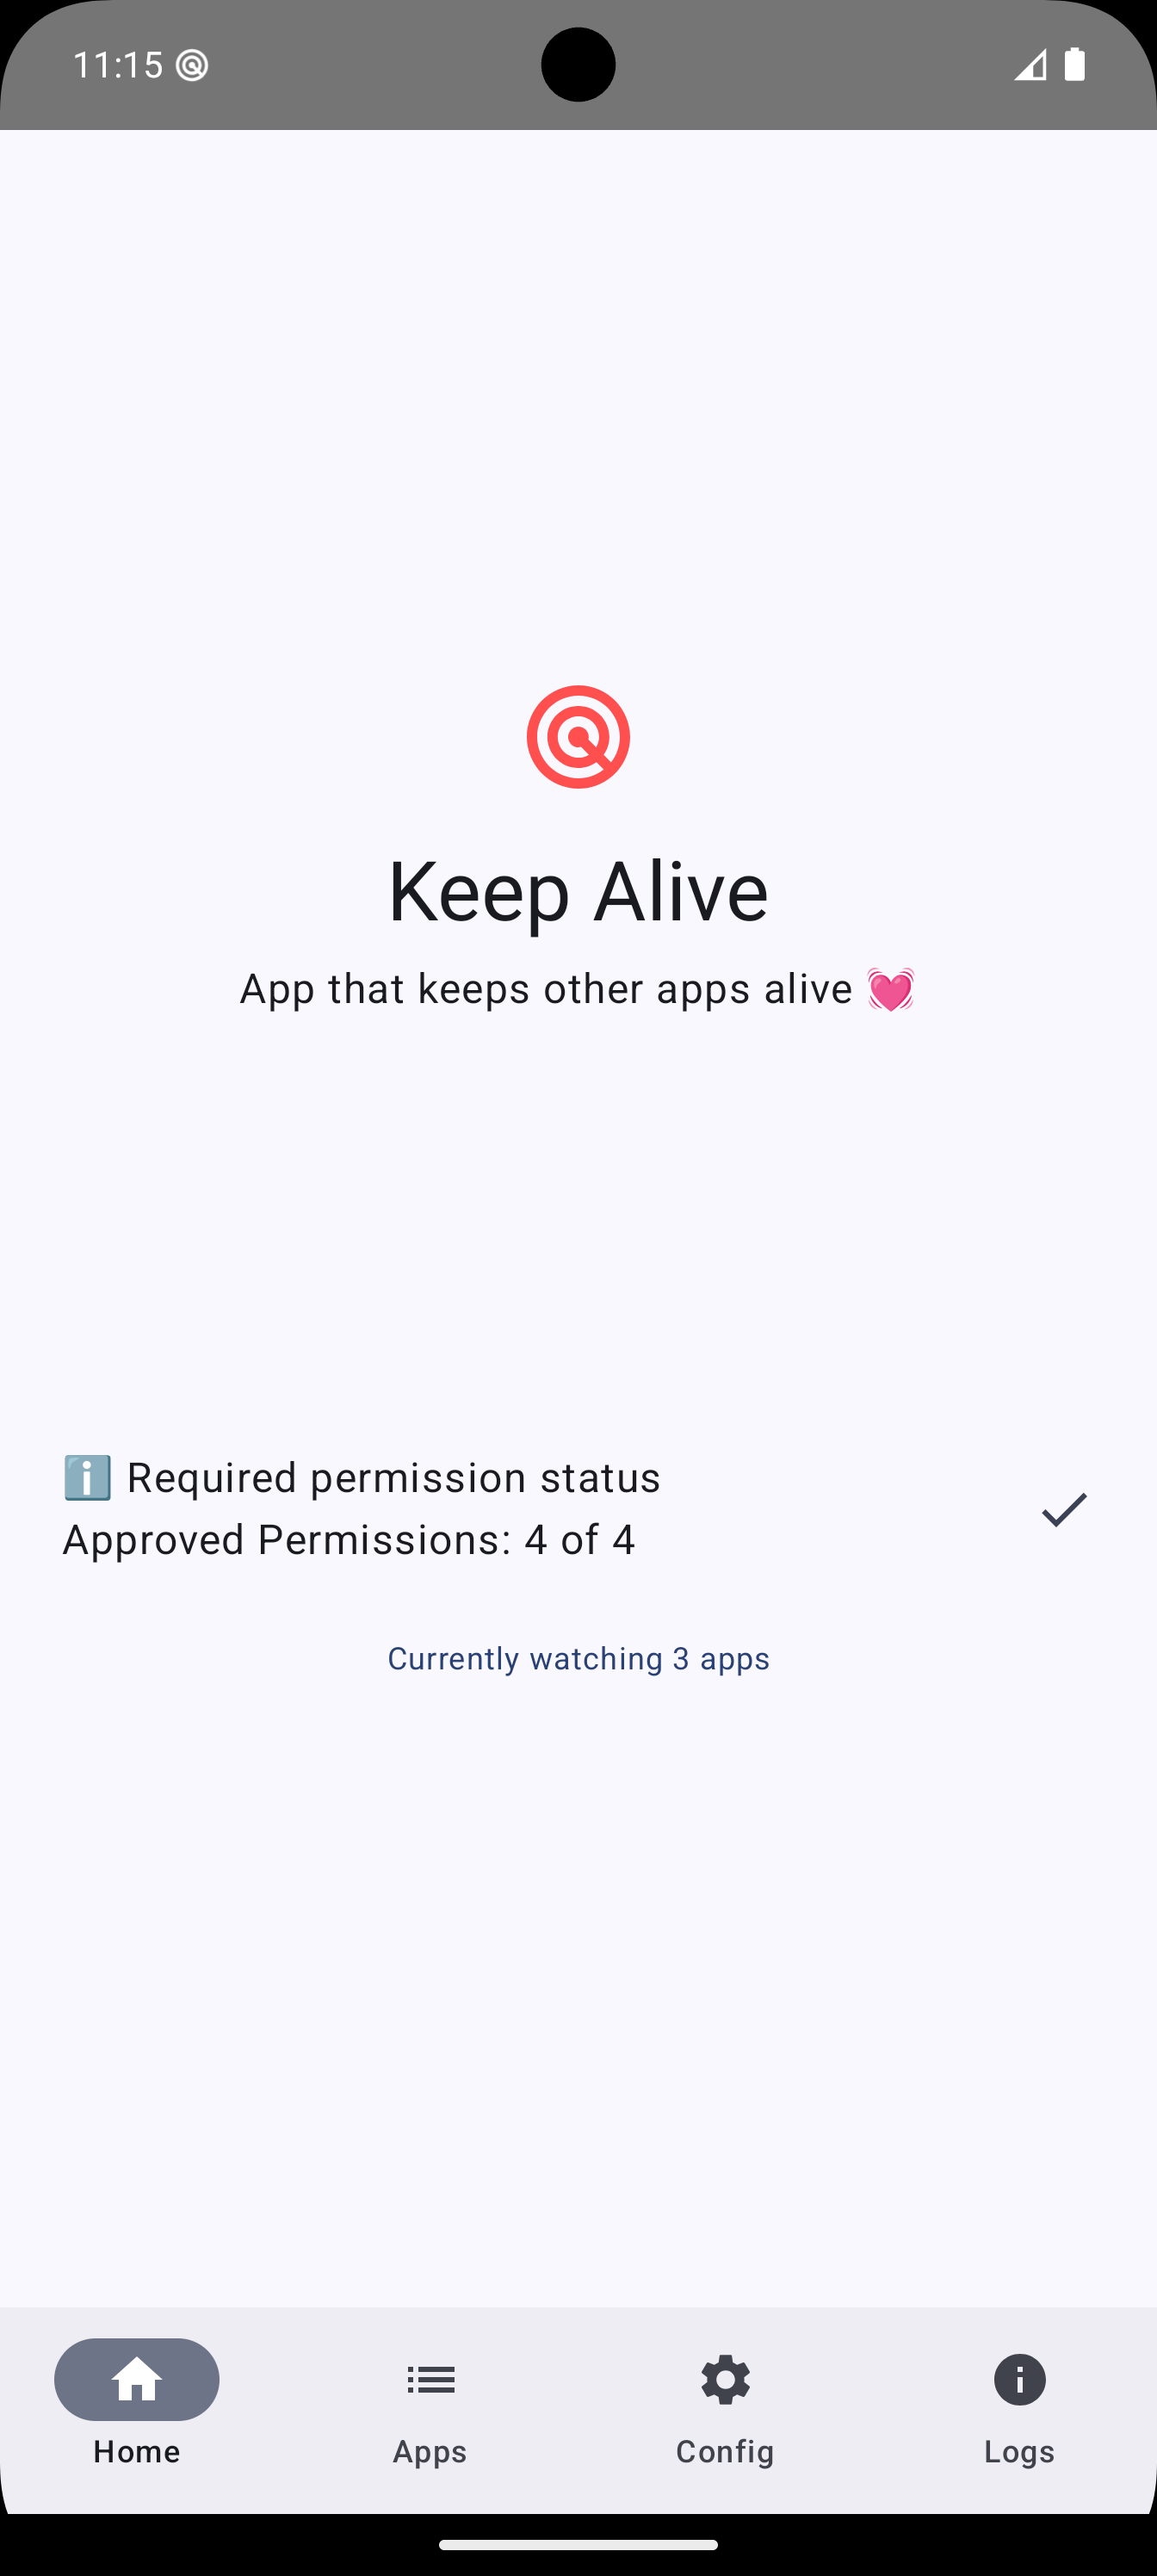 11:15
Keep Alive
App that keeps other apps alive 💓
ℹ️ Required permission status
Approved Permissions: 4 of 4
Currently watching 3 apps
Home
Apps
Config
Logs